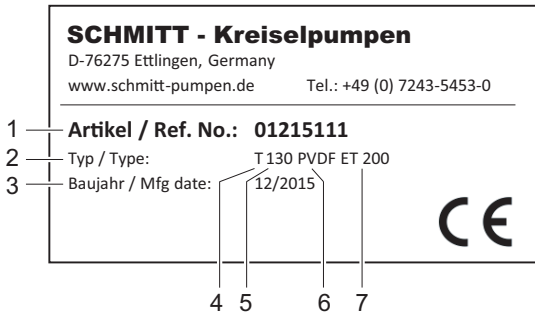 SCHMITT - Kreiselpumpen
D-76275 Ettlingen, Germany
www.schmitt-pumpen.de Tel.: +49 (0) 7243-5453-0
1 Artikel / Ref. No.: 01215111
2 Typ / Type: T 130 PVDF ET 200
3 Baujahr / Mfg date: 12/2015
CE
4 5 6 7